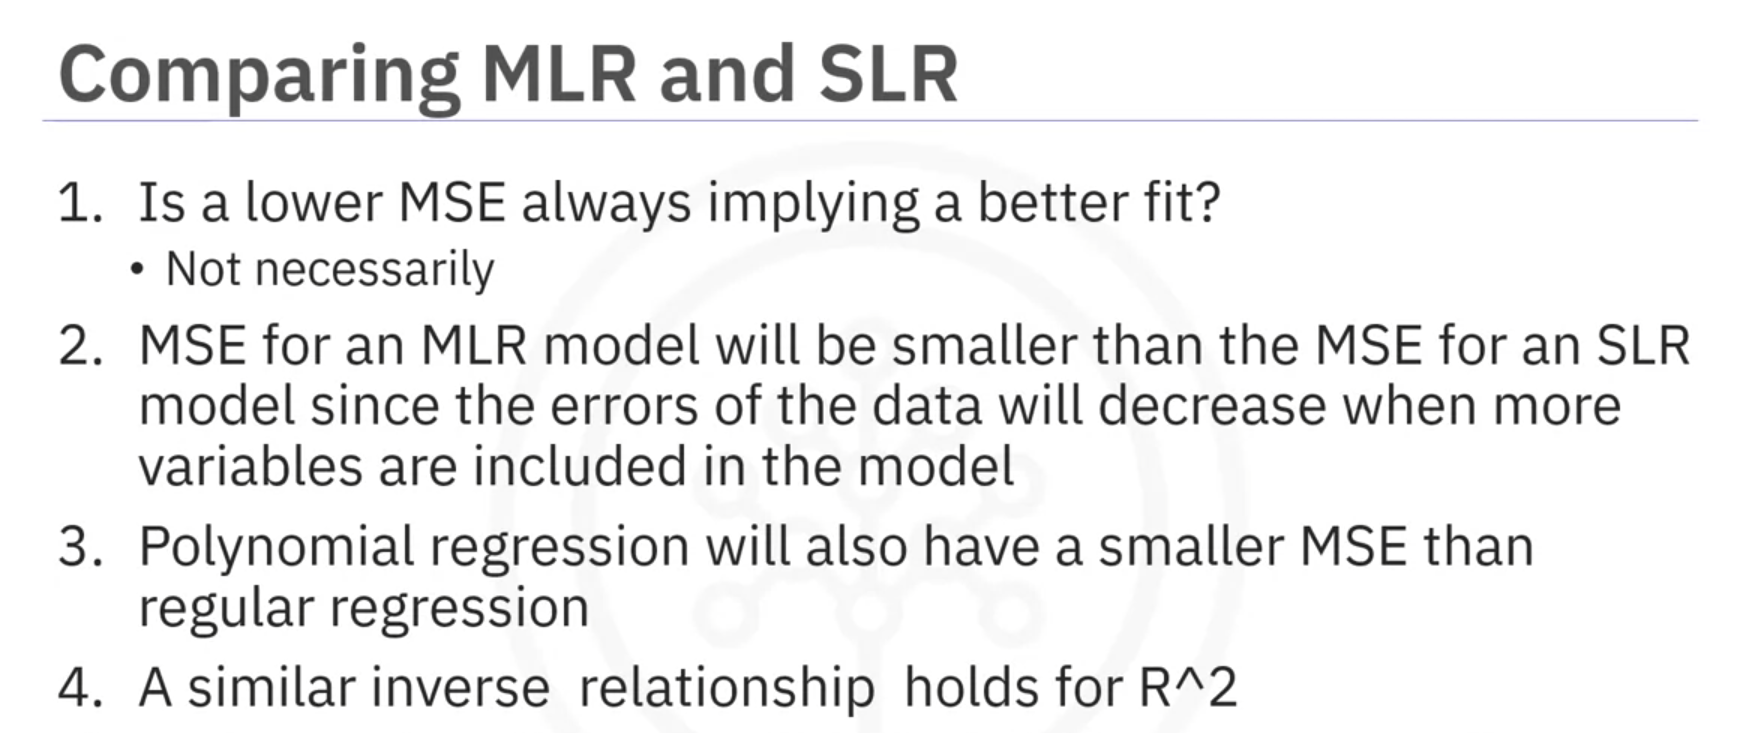 Comparing MLR and SLR
1. Is a lower MSE always implying a better fit?
• Not necessarily
2. MSE for an MLR model will be smaller than the MSE for an SLR
model since the errors of the data will decrease when more
variables are included in the model
3. Polynomial regression will also have a smaller MSE than
regular regression
4. A similar inverse relationship holds for R^2